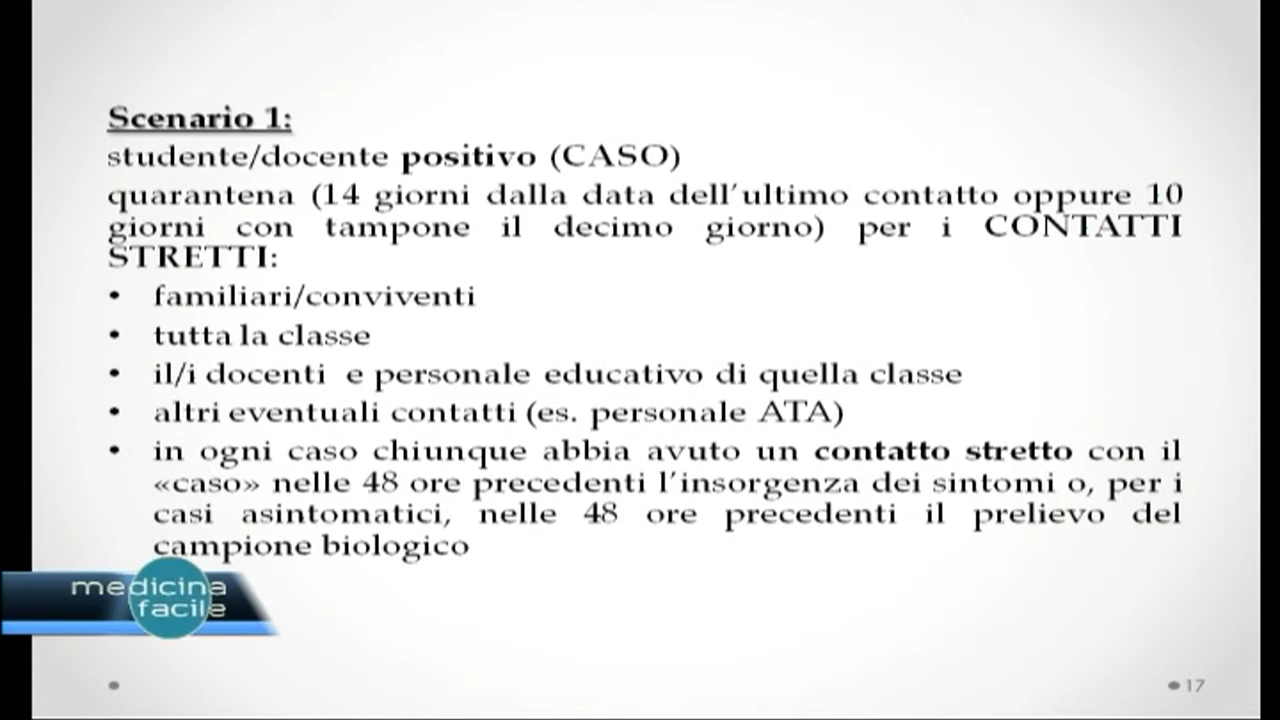 Scenario 1:
studente/docente positivo (CASO)
quarantena (14 giorni dalla data dell'ultimo contatto oppure 10
giorni con tampone il decimo giorno) per i CONTATTI
STRETTI:
• familiari/conviventi
• tutta la classe
• il/i docenti e personale educativo di quella classe
• altri eventuali contatti (es. personale ATA)
• in ogni caso chiunque abbia avuto un contatto stretto con il
«caso» nelle 48 ore precedenti l'insorgenza dei sintomi o, per i
casi asintomatici, nelle 48 ore precedenti il prelievo del
campione biologico
medicina
facile
17